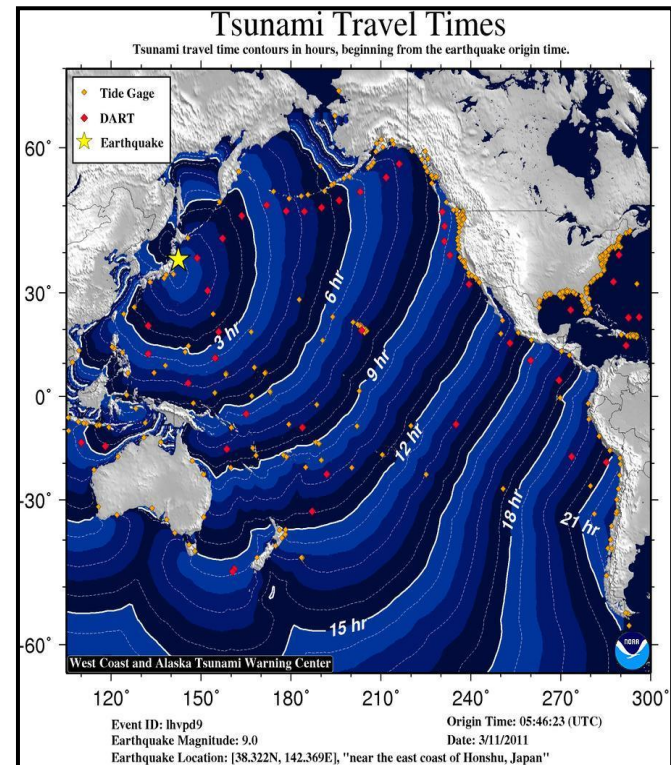 Tsunami Travel Times
Tsunami travel time contours in hours, beginning from the earthquake origin time.
Tide Gage
DART
Earthquake
60°
30°
0°
-30°
-60°
3 hr
6 hr
9 hr
12 hr
15 hr
18 hr
21 hr
NOAA
West Coast and Alaska Tsunami Warning Center
120° 150° 180° 210° 240° 270° 300°
Event ID: lhvpd9
Earthquake Magnitude: 9.0
Earthquake Location: [38.322N, 142.369E], "near the east coast of Honshu, Japan"
Origin Time: 05:46:23 (UTC)
Date: 3/11/2011